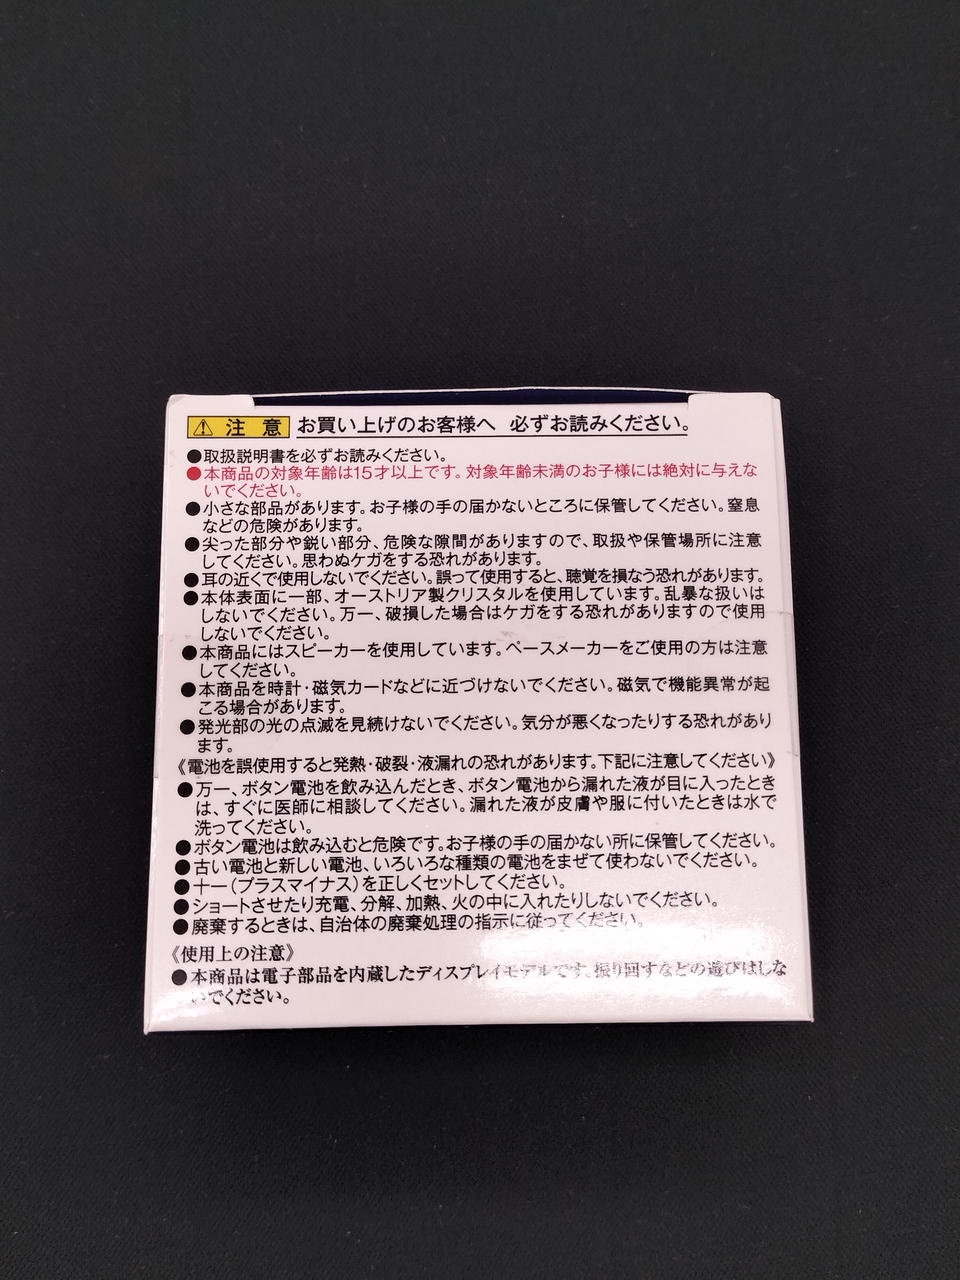 ⚠注意 お買い上げのお客様へ 必ずお読みください。
●取扱説明書を必ずお読みください。
●本商品の対象年齢は15才以上です。対象年齢未満のお子様には絶対に与えな
いでください。
●小さな部品があります。お子様の手の届かないところに保管してください。窒息
などの危険があります。
●尖った部分や鋭い部分、危険な隙間がありますので、取扱や保管場所に注意
してください。思わぬケガをする恐れがあります。
●耳の近くで使用しないでください。誤って使用すると、聴覚を損なう恐れがあります。
●本体表面に一部、オーストリア製クリスタルを使用しています。乱暴な扱いは
しないでください。万一、破損した場合はケガをする恐れがありますので使用
しないでください。
●本商品にはスピーカーを使用しています。ペースメーカーをご使用の方は注意
してください。
●本商品を時計・磁気カードなどに近づけないでください。磁気で機能異常が起
こる場合があります。
●発光部の光の点滅を見続けないでください。気分が悪くなったりする恐れがあり
ます。
《電池を誤使用すると発熱・破裂・液漏れの恐れがあります。下記に注意してください》
●万一、ボタン電池を飲み込んだとき、ボタン電池から漏れた液が目に入ったとき
は、すぐに医師に相談してください。漏れた液が皮膚や服に付いたときは水で
洗ってください。
●ボタン電池は飲み込むと危険です。お子様の手の届かない所に保管してください。
●古い電池と新しい電池、いろいろな種類の電池をまぜて使わないでください。
●+−(プラスマイナス)を正しくセットしてください。
●ショートさせたり充電、分解、加熱、火の中に入れたりしないでください。
●廃棄するときは、自治体の廃棄処理の指示に従ってください。
《使用上の注意》
●本商品は電子部品を内蔵したディスプレイモデルです。振り回すなどの遊びはしな
いでください。